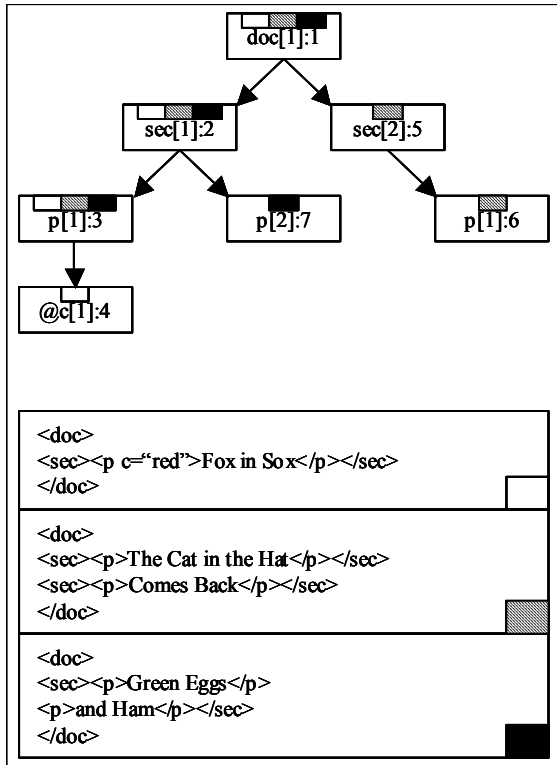 doc[1]:1
sec[1]:2
sec[2]:5
p[1]:3
p[2]:7
p[1]:6
@c[1]:4
<doc>
<sec><p c=“red”>Fox in Sox</p></sec>
</doc>
<doc>
<sec><p>The Cat in the Hat</p></sec>
<sec><p>Comes Back</p></sec>
</doc>
<doc>
<sec><p>Green Eggs</p>
<p>and Ham</p></sec>
</doc>